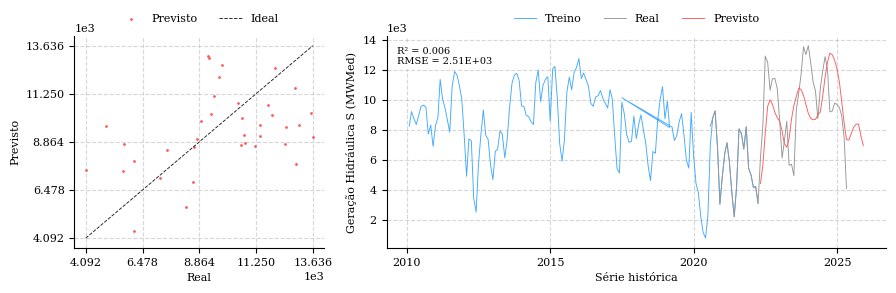 Previsto
Ideal
1e3
13.636
11.250
8.864
6.478
4.092
Previsto
4.092
6.478
8.864
11.250
13.636
Real
1e3
Treino
Real
Previsto
1e3
R² = 0.006
RMSE = 2.51E+03
14
12
10
8
6
4
2
Geração Hidráulica S (MWMed)
2010
2015
2020
2025
Série histórica